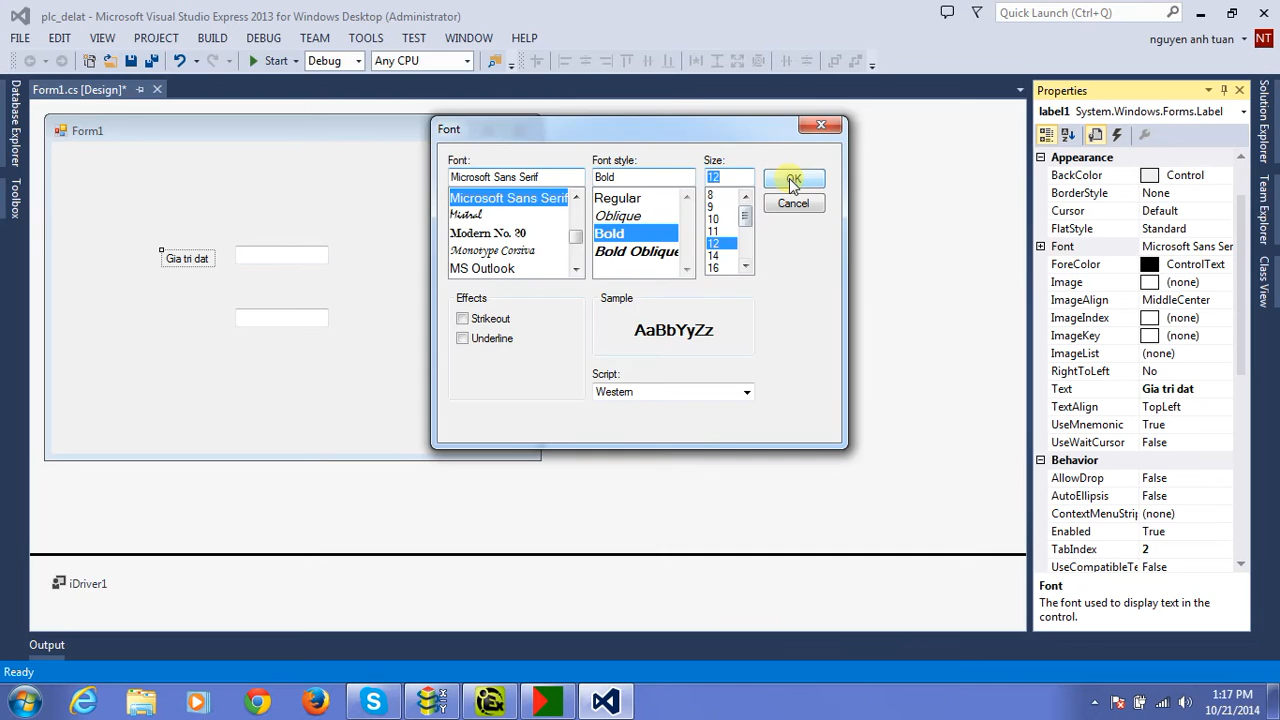 plc_delat - Microsoft Visual Studio Express 2013 for Windows Desktop (Administrator)
Quick Launch (Ctrl+Q)
FILE EDIT VIEW PROJECT BUILD DEBUG TEAM TOOLS TEST WINDOW HELP
nguyen anh tuan NT
Start Debug Any CPU
Database Explorer
Toolbox
Form1.cs [Design]*
Form1
Gia tri dat
iDriver1
Font
Font:
Microsoft Sans Serif
Microsoft Sans Serif
Mistral
Modern No. 20
Monotype Corsiva
MS Outlook
Font style:
Bold
Regular
Oblique
Bold
Bold Oblique
Size:
12
8
9
10
11
12
14
16
OK
Cancel
Effects
Strikeout
Underline
Sample
AaBbYyZz
Script:
Western
Properties
label1 System.Windows.Forms.Label
Appearance
BackColor Control
BorderStyle None
Cursor Default
FlatStyle Standard
Font Microsoft Sans Ser
ForeColor ControlText
Image (none)
ImageAlign MiddleCenter
ImageIndex (none)
ImageKey (none)
ImageList (none)
RightToLeft No
Text Gia tri dat
TextAlign TopLeft
UseMnemonic True
UseWaitCursor False
Behavior
AllowDrop False
AutoEllipsis False
ContextMenuStrip (none)
Enabled True
TabIndex 2
UseCompatibleTe False
Font
The font used to display text in the
control.
Solution Explorer
Class View
Output
Ready
1:17 PM
10/21/2014